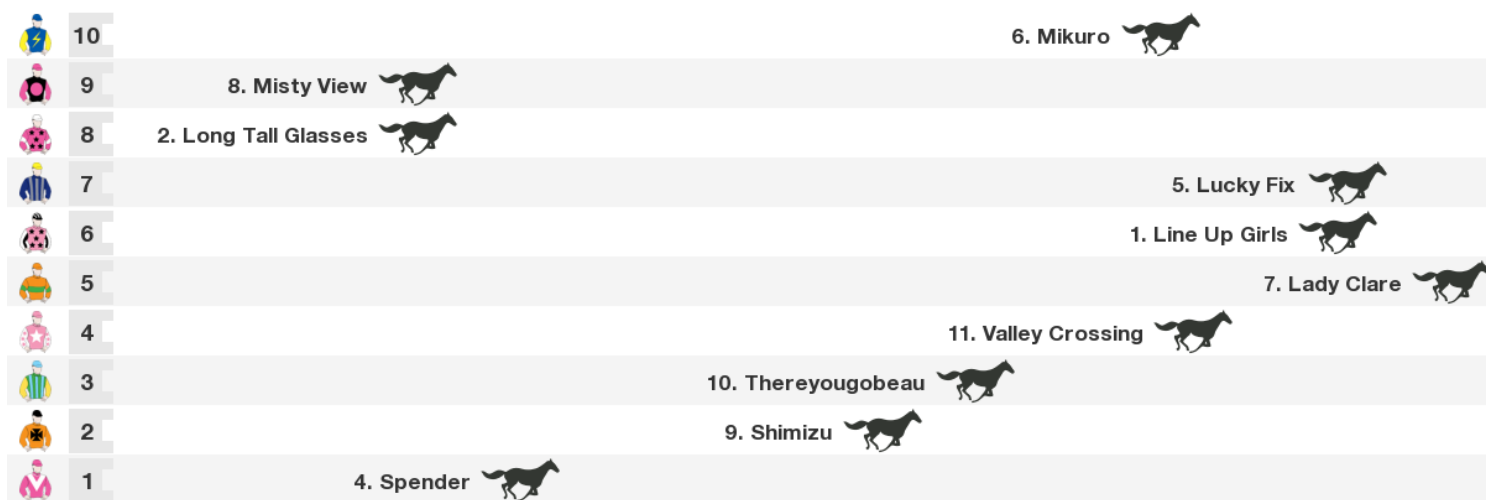 10 6. Mikuro
9 8. Misty View
8 2. Long Tall Glasses
7 5. Lucky Fix
6 1. Line Up Girls
5 7. Lady Clare
4 11. Valley Crossing
3 10. Thereyougobeau
2 9. Shimizu
1 4. Spender